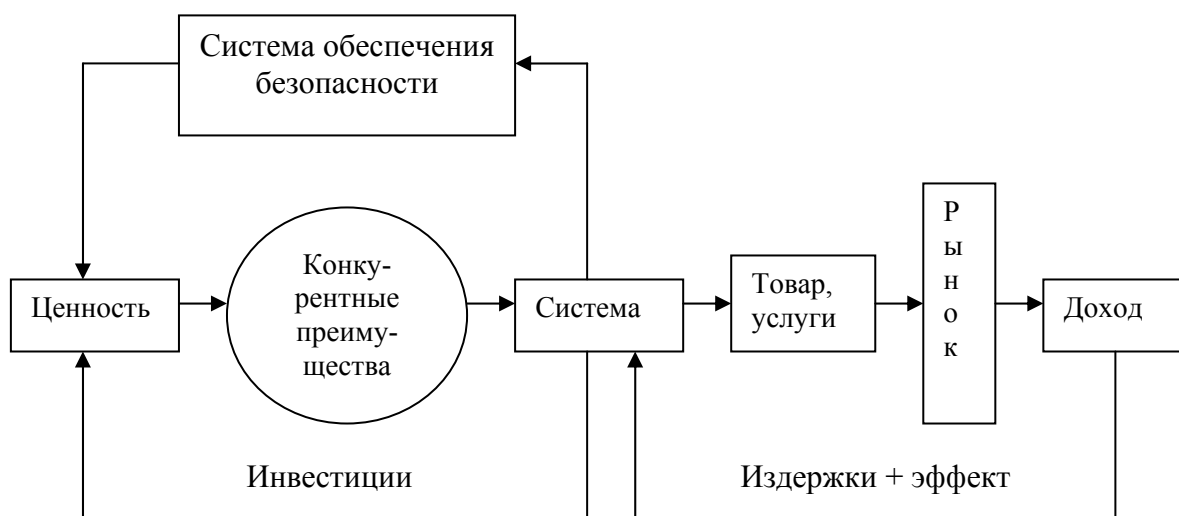 Система обеспечения
безопасности
Ценность
Конку-
рентные
преиму-
щества
Система
Товар,
услуги
Р
ы
н
о
к
Доход
Инвестиции
Издержки + эффект